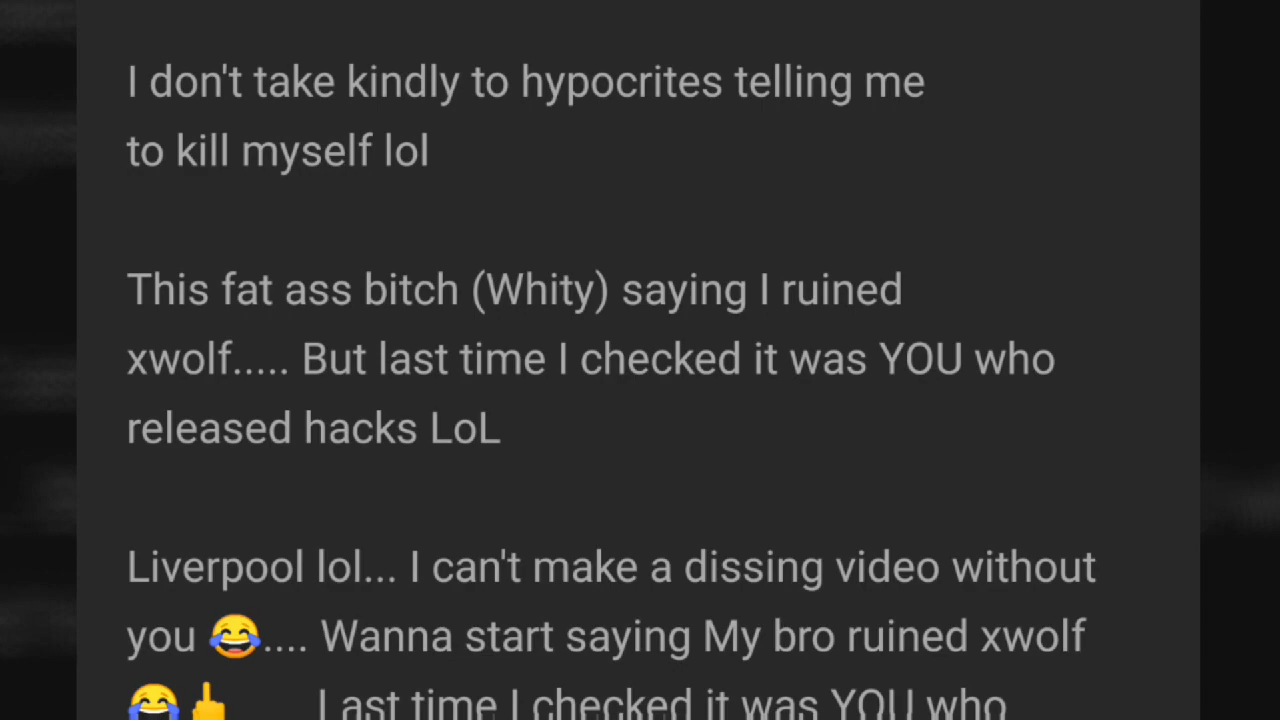 I don't take kindly to hypocrites telling me
to kill myself lol
This fat ass bitch (Whity) saying I ruined
xwolf..... But last time I checked it was YOU who
released hacks LoL
Liverpool lol... I can't make a dissing video without
you 😂.... Wanna start saying My bro ruined xwolf
😂🖕 Last time I checked it was YOU who